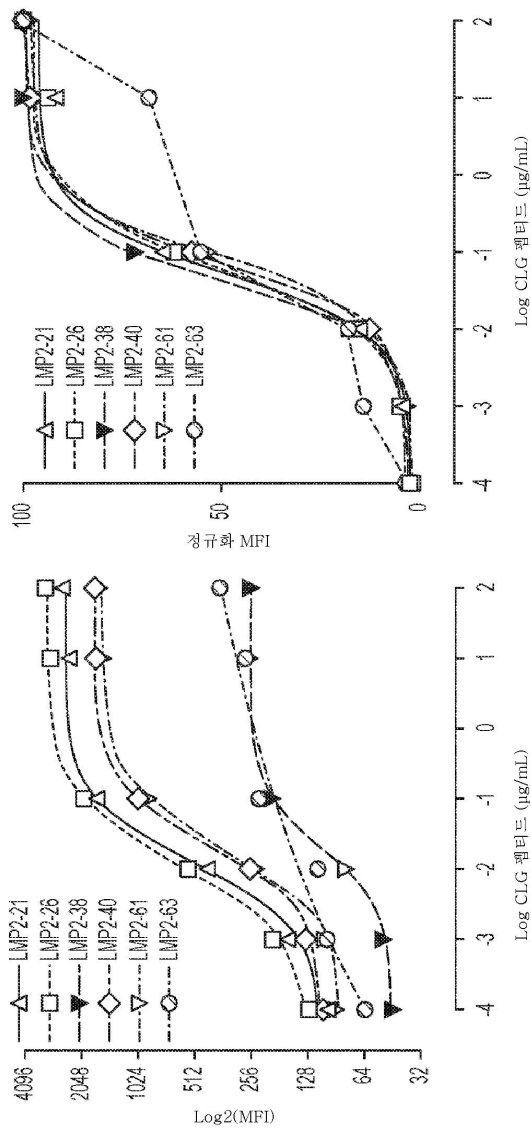 4096
2048
1024
512
256
128
64
32
Log2(MFI)
LMP2-21
LMP2-26
LMP2-38
LMP2-40
LMP2-61
LMP2-63
-4
-3
-2
-1
0
1
2
Log CLG 펩티드 (μg/mL)
100
50
0
정규화 MFI
LMP2-21
LMP2-26
LMP2-38
LMP2-40
LMP2-61
LMP2-63
-4
-3
-2
-1
0
1
2
Log CLG 펩티드 (μg/mL)